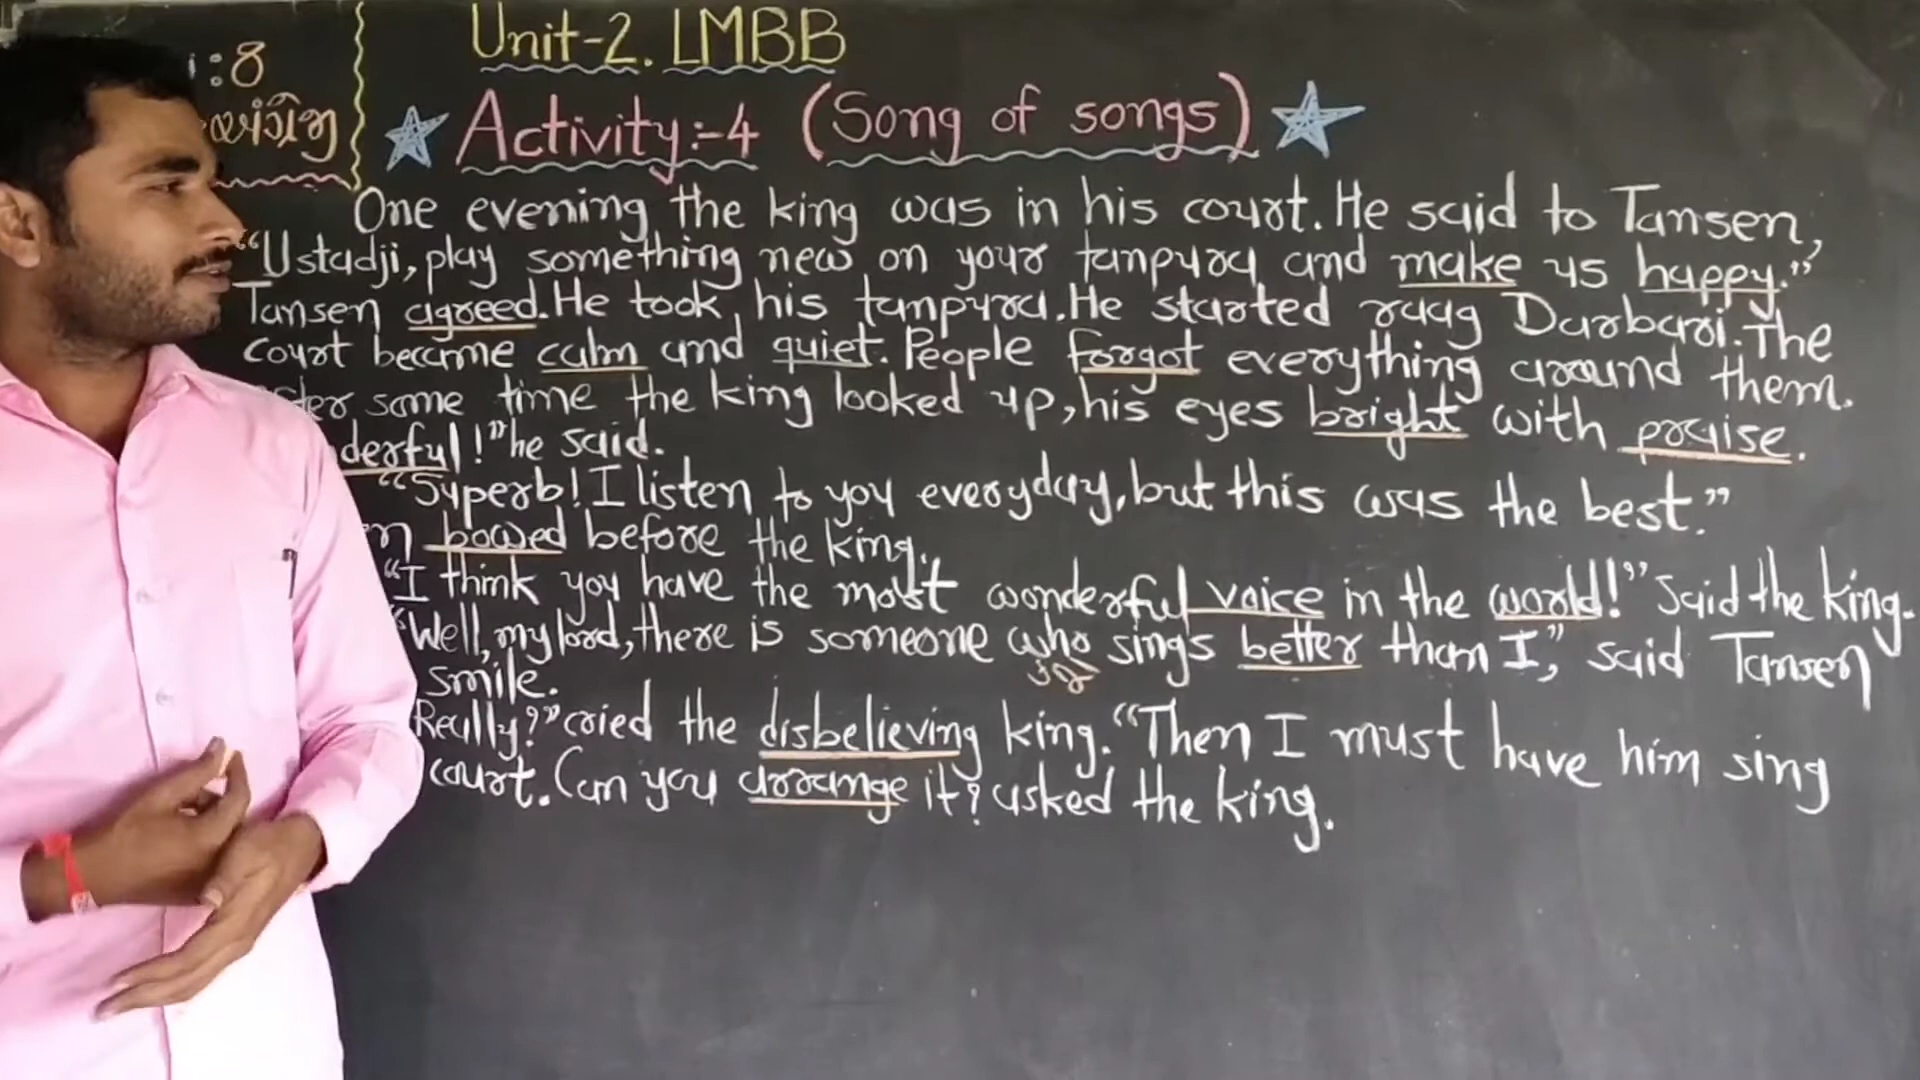 :8
Unit-2. LMBB
Activity:-4 (Song of songs)
One evening the king was in his court. He said to Tansen,
"Ustadji, play something new on your tanpura and make us happy."
Tansen agreed. He took his tanpura. He started raag Darbari. The
court became calm and quiet. People forgot everything around them.
some time the king looked up, his eyes bright with praise.
derful!" he said.
"Superb! I listen to you everyday, but this was the best."
n bowed before the king.
"I think you have the most wonderful voice in the world!" said the king.
"Well, my lord, there is someone who sings better than I," said Tansen
smile.
Really?" cried the disbelieving king. "Then I must have him sing
court. Can you arrange it? asked the king.